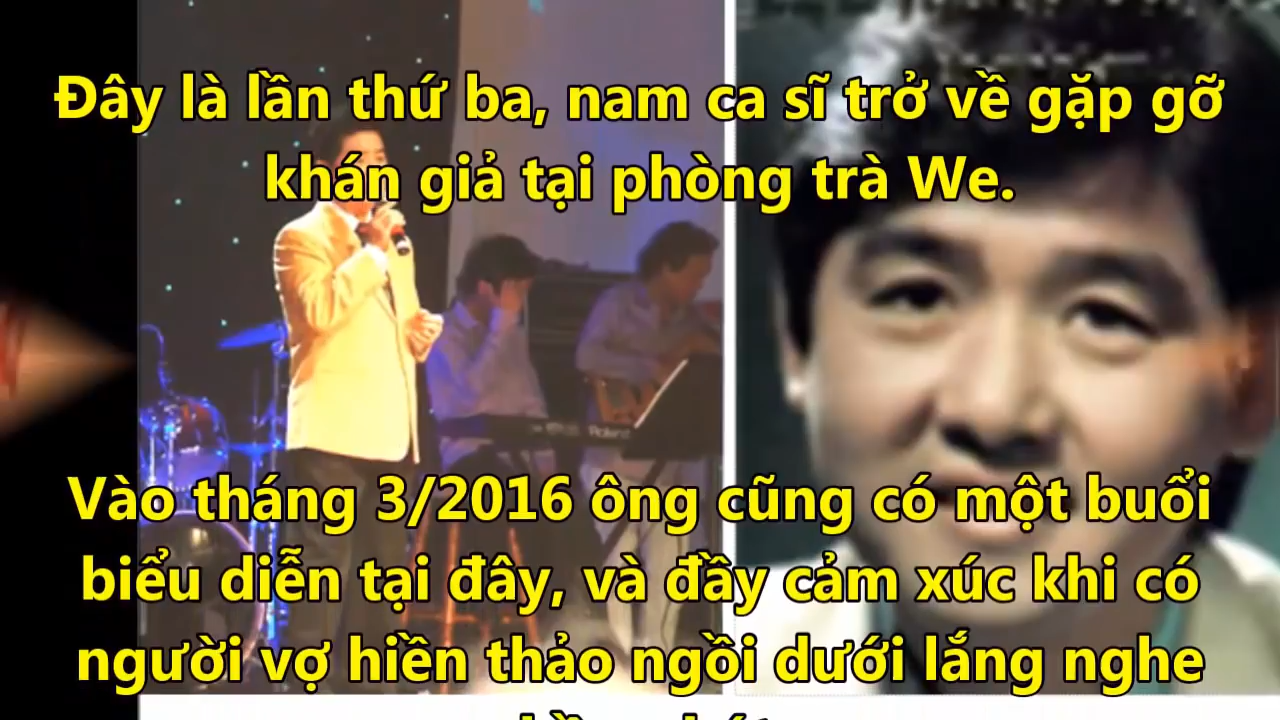 Đây là lần thứ ba, nam ca sĩ trở về gặp gỡ
khán giả tại phòng trà We.
Roland
Vào tháng 3/2016 ông cũng có một buổi
biểu diễn tại đây, và đầy cảm xúc khi có
người vợ hiền thảo ngồi dưới lắng nghe